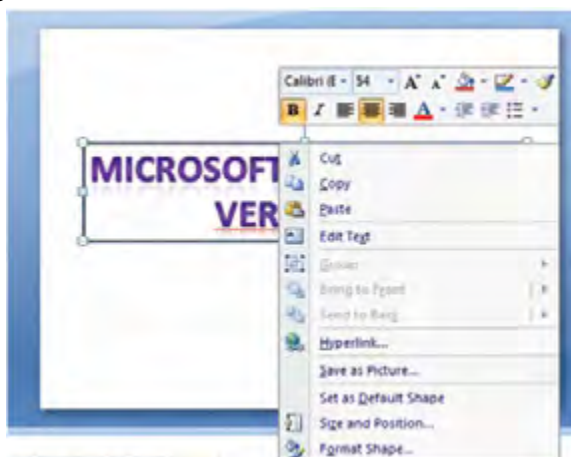 Calibri (E 54 A A
B I A
MICROSOFT
VER
Cut
Copy
Paste
Edit Text
Group
Bring to Front
Send to Back
Hyperlink...
Save as Picture...
Set as Default Shape
Size and Position...
Format Shape...